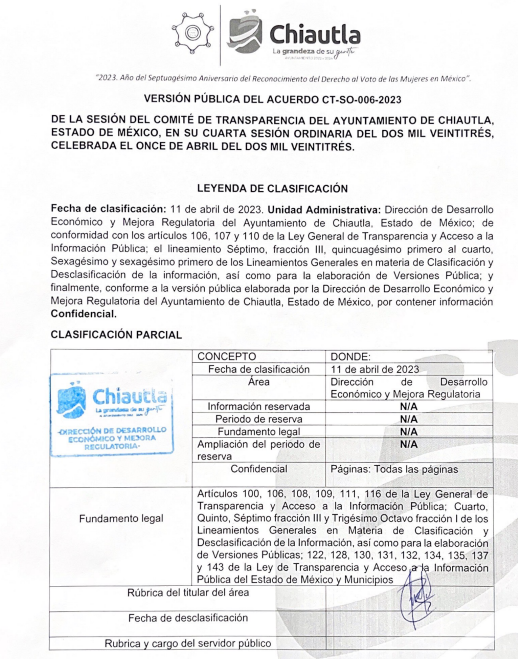 Chiautla
La grandeza de su gente
"2023. Año del Septuagésimo Aniversario del Reconocimiento del Derecho al Voto de las Mujeres en México".
VERSIÓN PÚBLICA DEL ACUERDO CT-SO-006-2023
DE LA SESIÓN DEL COMITÉ DE TRANSPARENCIA DEL AYUNTAMIENTO DE CHIAUTLA,
ESTADO DE MÉXICO, EN SU CUARTA SESIÓN ORDINARIA DEL DOS MIL VEINTITRÉS,
CELEBRADA EL ONCE DE ABRIL DEL DOS MIL VEINTITRÉS.
LEYENDA DE CLASIFICACIÓN
Fecha de clasificación: 11 de abril de 2023. Unidad Administrativa: Dirección de Desarrollo
Económico y Mejora Regulatoria del Ayuntamiento de Chiautla, Estado de México; de
conformidad con los artículos 106, 107 y 110 de la Ley General de Transparencia y Acceso a la
Información Pública; el lineamiento Séptimo, fracción III, quincuagésimo primero al cuarto,
Sexagésimo y sexagésimo primero de los Lineamientos Generales en materia de Clasificación y
Desclasificación de la información, así como para la elaboración de Versiones Pública; y
finalmente, conforme a la versión pública elaborada por la Dirección de Desarrollo Económico y
Mejora Regulatoria del Ayuntamiento de Chiautla, Estado de México, por contener información
Confidencial.
CLASIFICACIÓN PARCIAL
CONCEPTO DONDE:
Fecha de clasificación 11 de abril de 2023
Área Dirección de Desarrollo
Económico y Mejora Regulatoria
Chiautla
La grandeza de su gente
-DIRECCIÓN DE DESARROLLO
ECONÓMICO Y MEJORA
REGULATORIA-
Información reservada N/A
Periodo de reserva N/A
Fundamento legal N/A
Ampliación del periodo de N/A
reserva
Confidencial Páginas: Todas las páginas
Fundamento legal
Artículos 100, 106, 108, 109, 111, 116 de la Ley General de
Transparencia y Acceso a la Información Pública; Cuarto,
Quinto, Séptimo fracción III y Trigésimo Octavo fracción I de los
Lineamientos Generales en Materia de Clasificación y
Desclasificación de la Información, así como para la elaboración
de Versiones Públicas; 122, 128, 130, 131, 132, 134, 135, 137
y 143 de la Ley de Transparencia y Acceso a la Información
Pública del Estado de México y Municipios
Rúbrica del titular del área
Fecha de desclasificación
Rubrica y cargo del servidor público